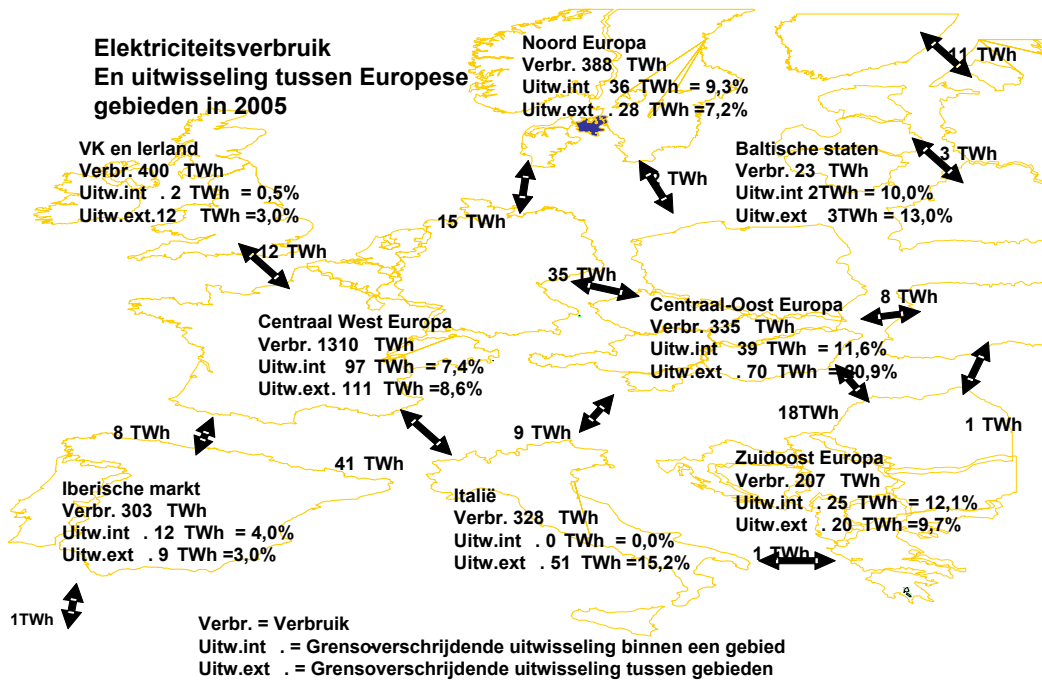 Elektriciteitsverbruik
En uitwisseling tussen Europese
gebieden in 2005
Noord Europa
Verbr. 388 TWh
Uitw.int 36 TWh = 9,3%
Uitw.ext . 28 TWh =7,2%
11 TWh
VK en Ierland
Verbr. 400 TWh
Uitw.int . 2 TWh = 0,5%
Uitw.ext.12 TWh =3,0%
Baltische staten
Verbr. 23 TWh
Uitw.int 2TWh = 10,0%
Uitw.ext 3TWh = 13,0%
3 TWh
TWh
15 TWh
12 TWh
35 TWh
8 TWh
Centraal West Europa
Verbr. 1310 TWh
Uitw.int 97 TWh = 7,4%
Uitw.ext. 111 TWh =8,6%
Centraal-Oost Europa
Verbr. 335 TWh
Uitw.int 39 TWh = 11,6%
Uitw.ext . 70 TWh = 20,9%
18TWh
1 TWh
8 TWh
9 TWh
41 TWh
Iberische markt
Verbr. 303 TWh
Uitw.int . 12 TWh = 4,0%
Uitw.ext . 9 TWh =3,0%
Italië
Verbr. 328 TWh
Uitw.int . 0 TWh = 0,0%
Uitw.ext . 51 TWh =15,2%
Zuidoost Europa
Verbr. 207 TWh
Uitw.int . 25 TWh = 12,1%
Uitw.ext . 20 TWh =9,7%
1 TWh
1TWh
Verbr. = Verbruik
Uitw.int . = Grensoverschrijdende uitwisseling binnen een gebied
Uitw.ext . = Grensoverschrijdende uitwisseling tussen gebieden